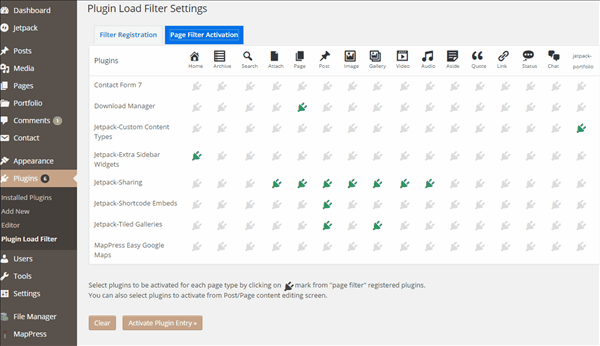 Plugin Load Filter Settings
Dashboard
Jetpack
Posts
Media
Pages
Portfolio
Comments 1
Contact
Appearance
Plugins 6
Installed Plugins
Add New
Editor
Plugin Load Filter
Users
Tools
Settings
File Manager
MapPress
Filter Registration
Page Filter Activation
Plugins
Home
Archive
Search
Attach
Page
Post
Image
Gallery
Video
Audio
Aside
Quote
Link
Status
Chat
jetpack-
portfolio
Contact Form 7
Download Manager
Jetpack-Custom Content
Types
Jetpack-Extra Sidebar
Widgets
Jetpack-Sharing
Jetpack-Shortcode Embeds
Jetpack-Tiled Galleries
MapPress Easy Google
Maps
Select plugins to be activated for each page type by clicking on mark from "page filter" registered plugins.
You can also select plugins to activate from Post/Page content editing screen.
Clear
Activate Plugin Entry »